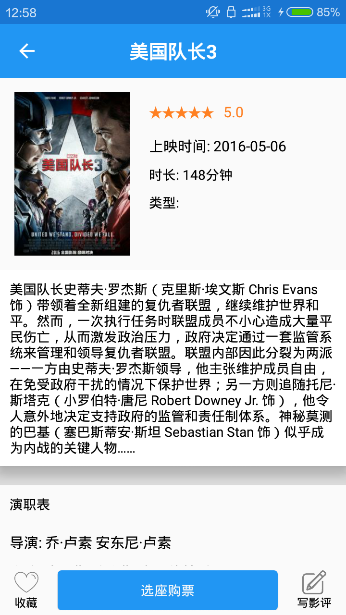 12:58
3G
1X
85%
美国队长3
5.0
上映时间: 2016-05-06
时长: 148分钟
类型:
美国队长3
UNITED WE STAND. DIVIDED WE FALL.
美国队长史蒂夫·罗杰斯（克里斯·埃文斯 Chris Evans
饰）带领着全新组建的复仇者联盟，继续维护世界和
平。然而，一次执行任务时联盟成员不小心造成大量平
民伤亡，从而激发政治压力，政府决定通过一套监管系
统来管理和领导复仇者联盟。联盟内部因此分裂为两派
——一方由史蒂夫·罗杰斯领导，他主张维护成员自由，
在免受政府干扰的情况下保护世界；另一方则追随托尼·
斯塔克（小罗伯特·唐尼 Robert Downey Jr. 饰），他令
人意外地决定支持政府的监管和责任制体系。神秘莫测
的巴基（塞巴斯蒂安·斯坦 Sebastian Stan 饰）似乎成
为内战的关键人物……
演职表
导演: 乔·卢素 安东尼·卢素
收藏
选座购票
写影评